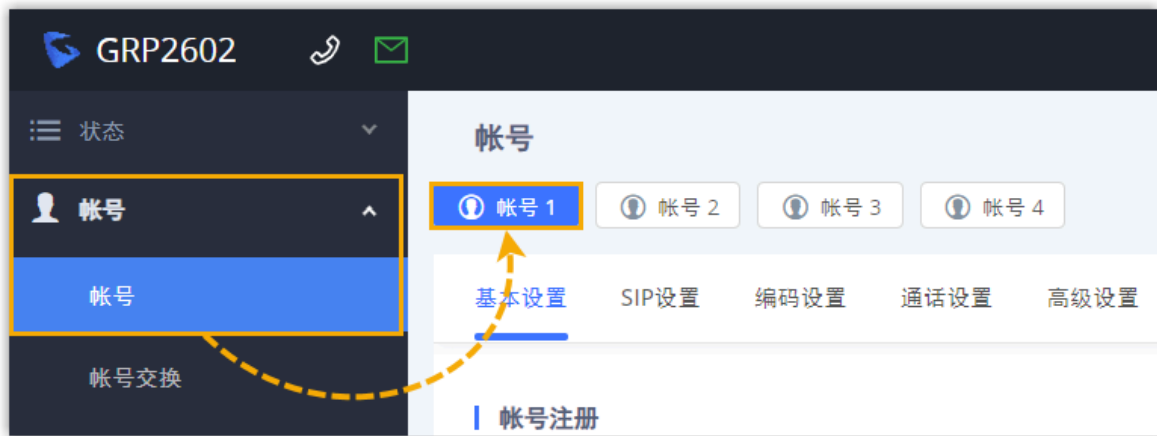 GRP2602
状态
帐号
帐号
帐号交换
帐号
帐号 1 帐号 2 帐号 3 帐号 4
基本设置 SIP设置 编码设置 通话设置 高级设置
帐号注册